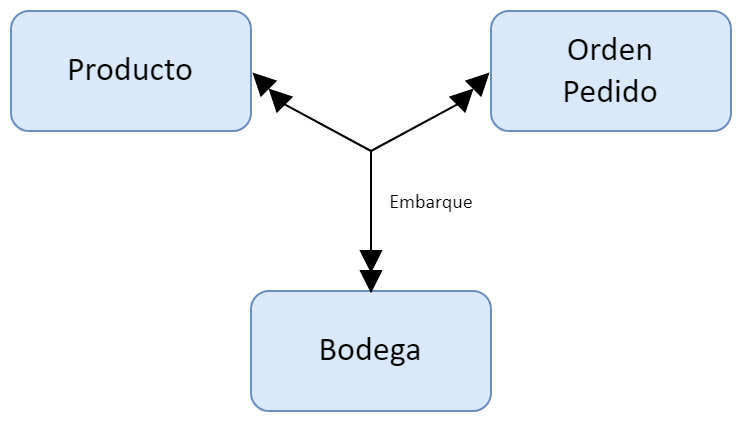 Producto
Orden
Pedido
Embarque
Bodega